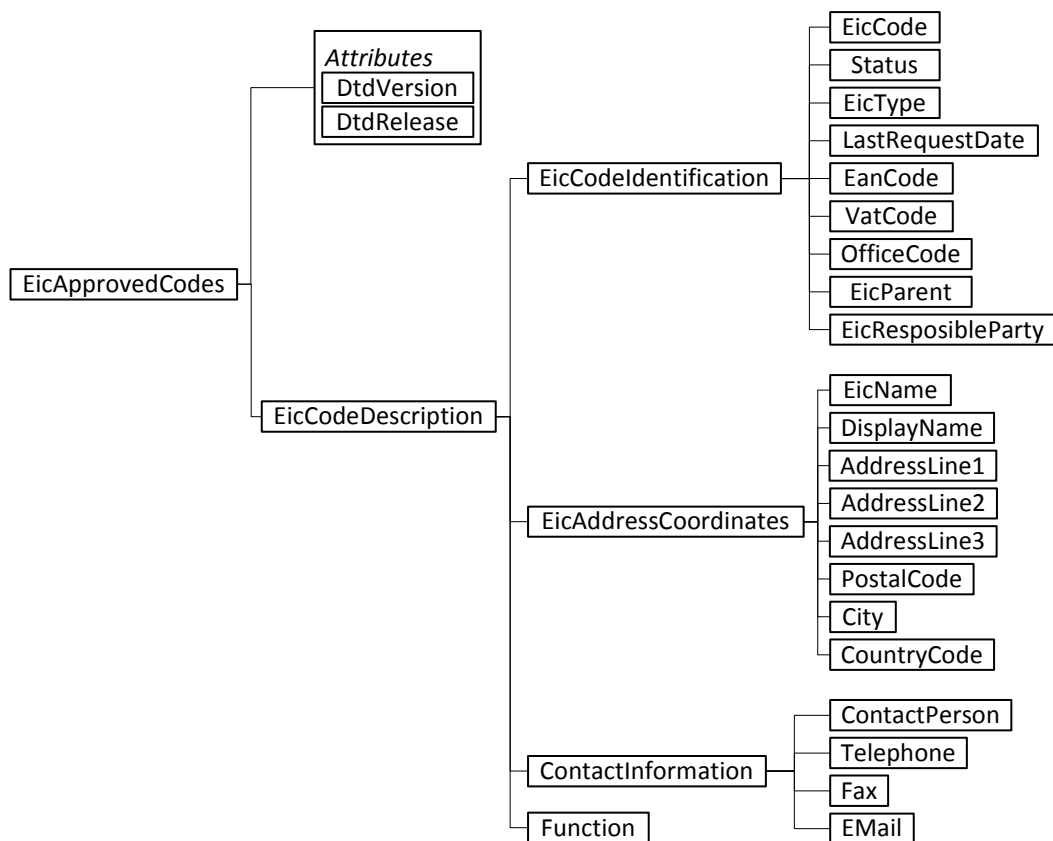 Attributes
DtdVersion
DtdRelease
EicApprovedCodes
EicCodeDescription
EicCodeIdentification
EicCode
Status
EicType
LastRequestDate
EanCode
VatCode
OfficeCode
EicParent
EicResposibleParty
EicAddressCoordinates
EicName
DisplayName
AddressLine1
AddressLine2
AddressLine3
PostalCode
City
CountryCode
ContactInformation
ContactPerson
Telephone
Fax
EMail
Function